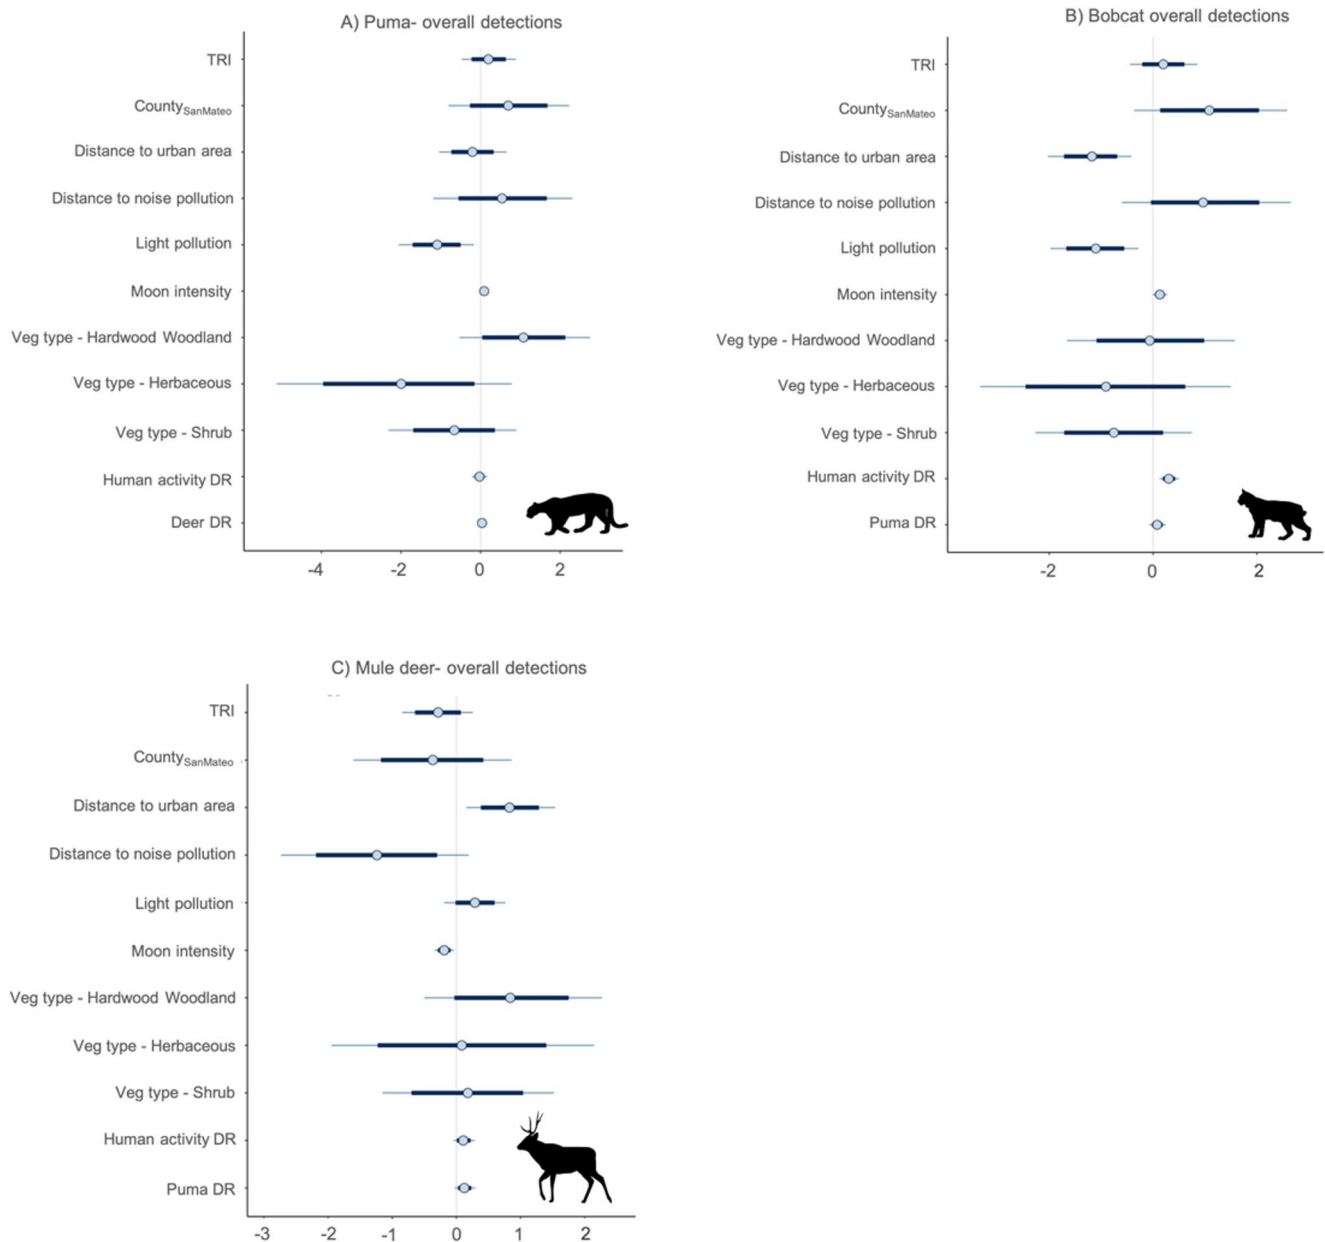 A) Puma- overall detections
TRI
CountySanMateo
Distance to urban area
Distance to noise pollution
Light pollution
Moon intensity
Veg type - Hardwood Woodland
Veg type - Herbaceous
Veg type - Shrub
Human activity DR
Deer DR
-4 -2 0 2
B) Bobcat overall detections
TRI
CountySanMateo
Distance to urban area
Distance to noise pollution
Light pollution
Moon intensity
Veg type - Hardwood Woodland
Veg type - Herbaceous
Veg type - Shrub
Human activity DR
Puma DR
-2 0 2
C) Mule deer- overall detections
TRI
CountySanMateo
Distance to urban area
Distance to noise pollution
Light pollution
Moon intensity
Veg type - Hardwood Woodland
Veg type - Herbaceous
Veg type - Shrub
Human activity DR
Puma DR
-3 -2 -1 0 1 2